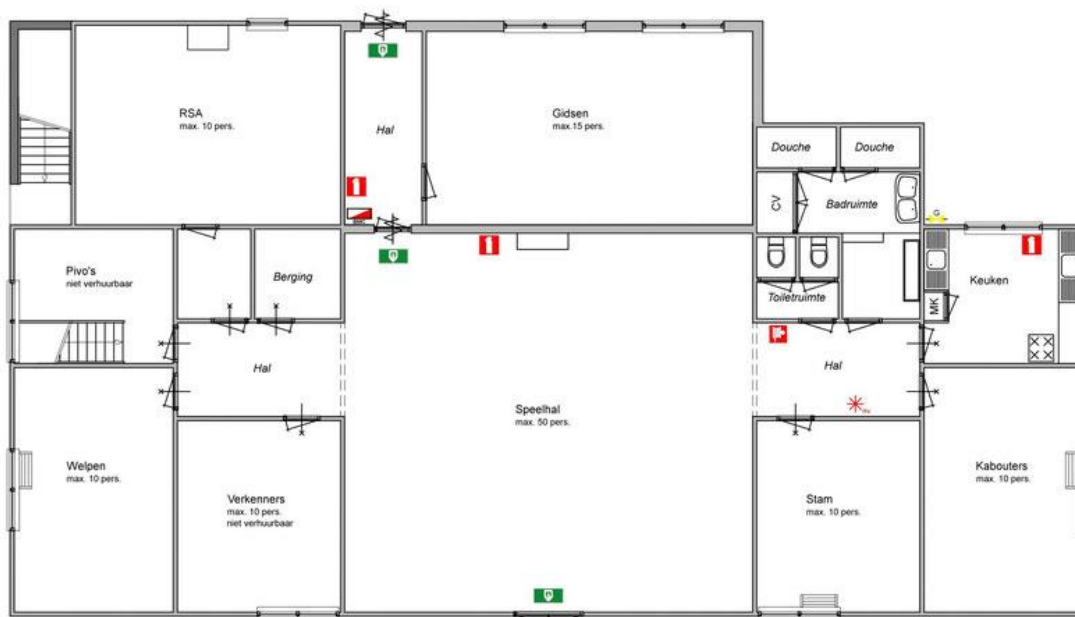 RSA
max. 10 pers.
Hal
Gidsen
max.15 pers.
Douche
Douche
CV
Badruimte
G
Pivo's
niet verhuurbaar
Berging
Toiletruimte
Keuken
MK
Hal
Hal
Speelhal
max. 50 pers.
Welpen
max. 10 pers.
Verkenners
max. 10 pers.
niet verhuurbaar
Stam
max. 10 pers.
Kabouters
max. 10 pers.